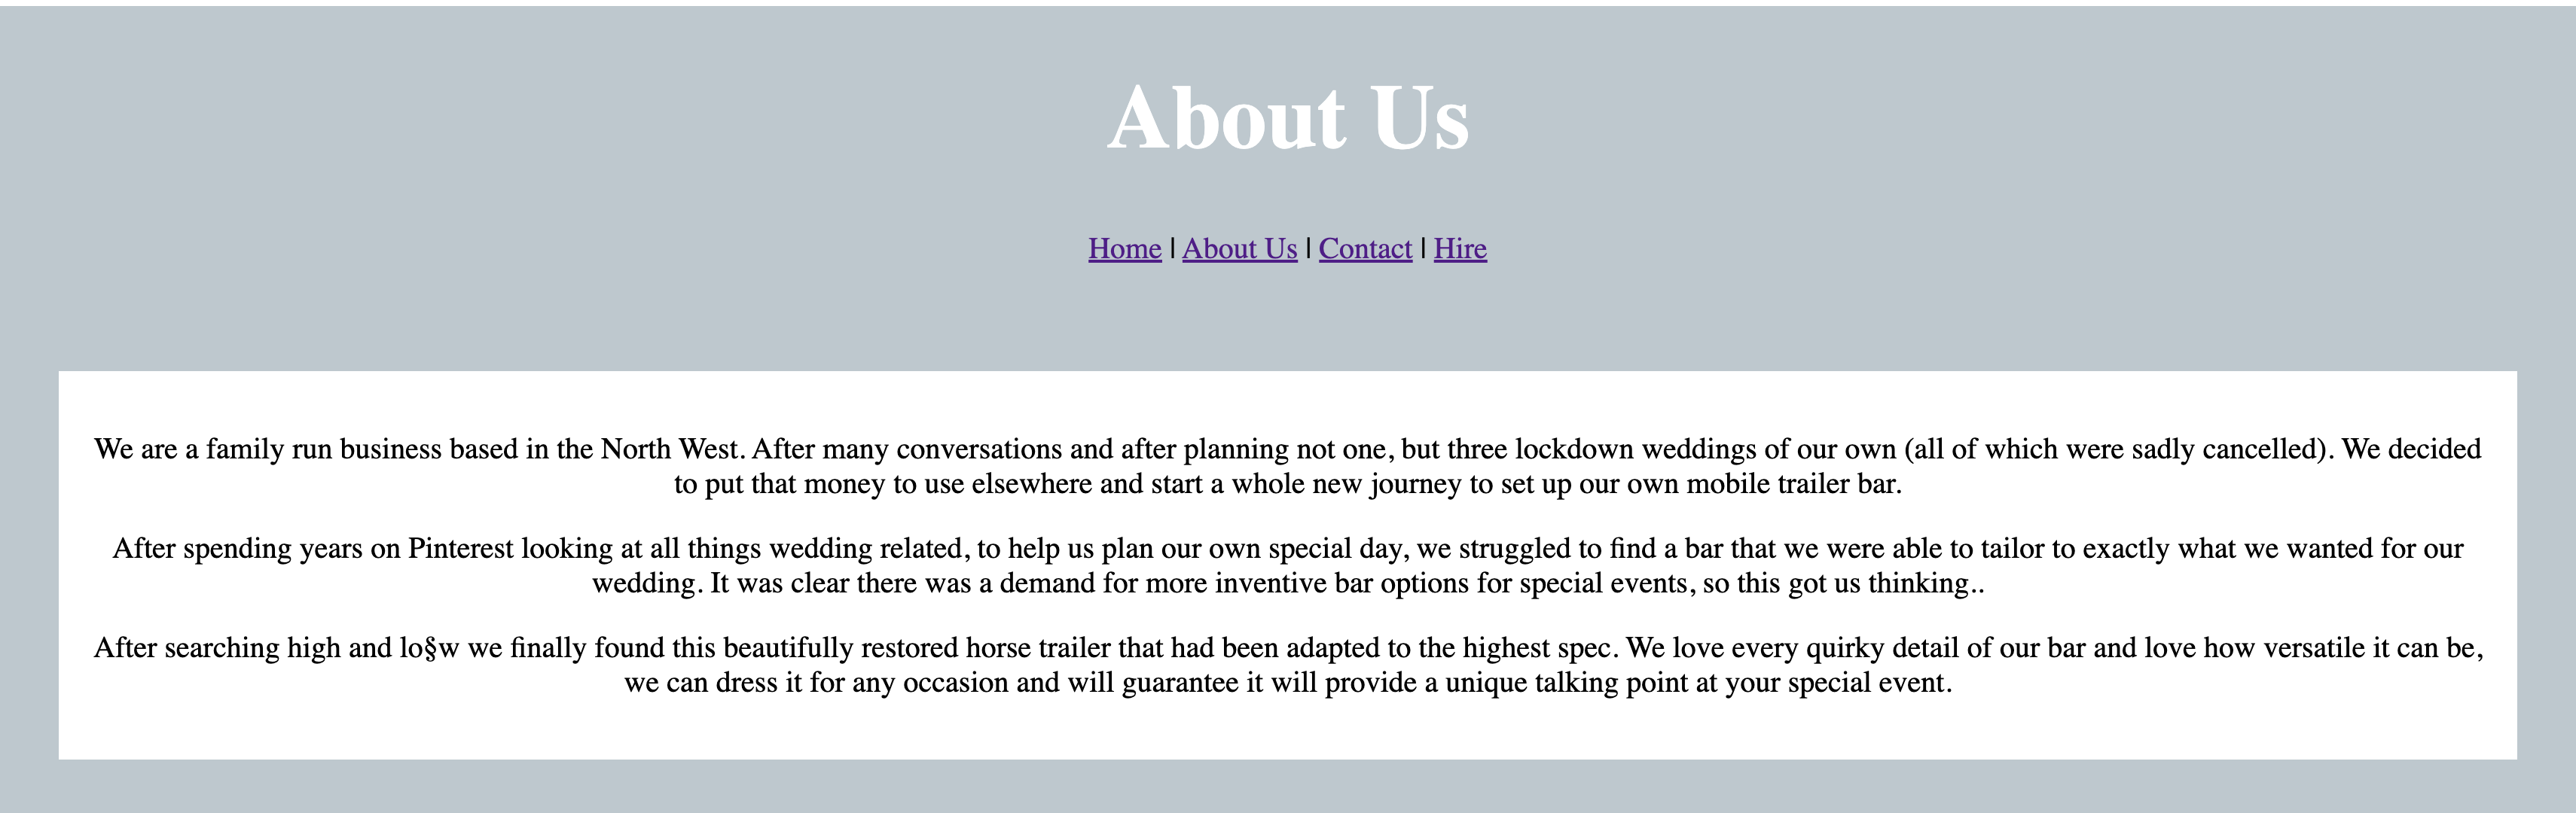 About Us
Home | About Us | Contact | Hire
We are a family run business based in the North West. After many conversations and after planning not one, but three lockdown weddings of our own (all of which were sadly cancelled). We decided
to put that money to use elsewhere and start a whole new journey to set up our own mobile trailer bar.
After spending years on Pinterest looking at all things wedding related, to help us plan our own special day, we struggled to find a bar that we were able to tailor to exactly what we wanted for our
wedding. It was clear there was a demand for more inventive bar options for special events, so this got us thinking..
After searching high and lo§w we finally found this beautifully restored horse trailer that had been adapted to the highest spec. We love every quirky detail of our bar and love how versatile it can be,
we can dress it for any occasion and will guarantee it will provide a unique talking point at your special event.